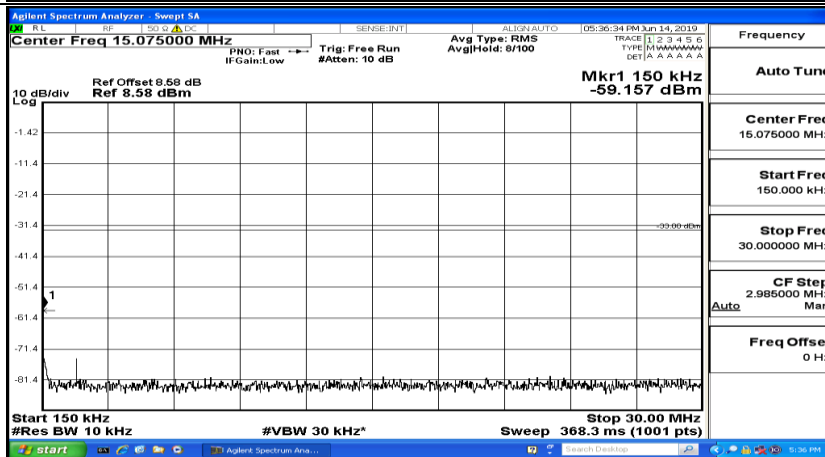 Agilent Spectrum Analyzer - Swept SA
LXI RL RF 50 Ω DC SENSE:INT ALIGN AUTO 05:36:34 PM Jun 14, 2019
Center Freq 15.075000 MHz
PNO: Fast
IFGain:Low
Trig: Free Run
#Atten: 10 dB
Avg Type: RMS
Avg|Hold: 8/100
TRACE 1 2 3 4 5 6
TYPE M W W W W W
DET A A A A A A
Ref Offset 8.58 dB
Ref 8.58 dBm
10 dB/div
Log
Mkr1 150 kHz
-59.157 dBm
-1.42
-11.4
-21.4
-31.4
-33.00 dBm
-41.4
-51.4
1
-61.4
-71.4
-81.4
Start 150 kHz
Stop 30.00 MHz
#Res BW 10 kHz
#VBW 30 kHz*
Sweep 368.3 ms (1001 pts)
Frequency
Auto Tune
Center Freq
15.075000 MHz
Start Freq
150.000 kHz
Stop Freq
30.000000 MHz
CF Step
2.985000 MHz
Auto Man
Freq Offset
0 Hz
start
Agilent Spectrum Ana...
Search Desktop
5:36 PM